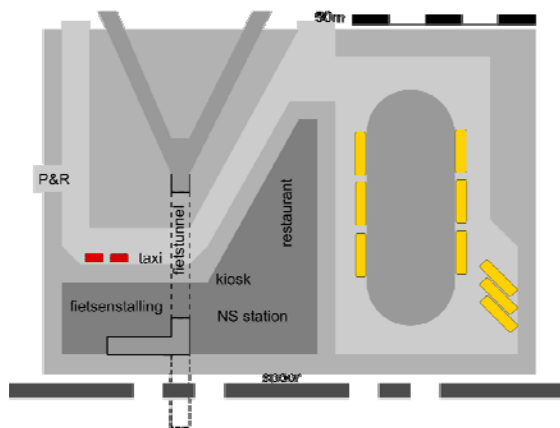 50m
P&R
fietstunnel
restaurant
taxi
kiosk
fietsenstalling
NS station
spoor